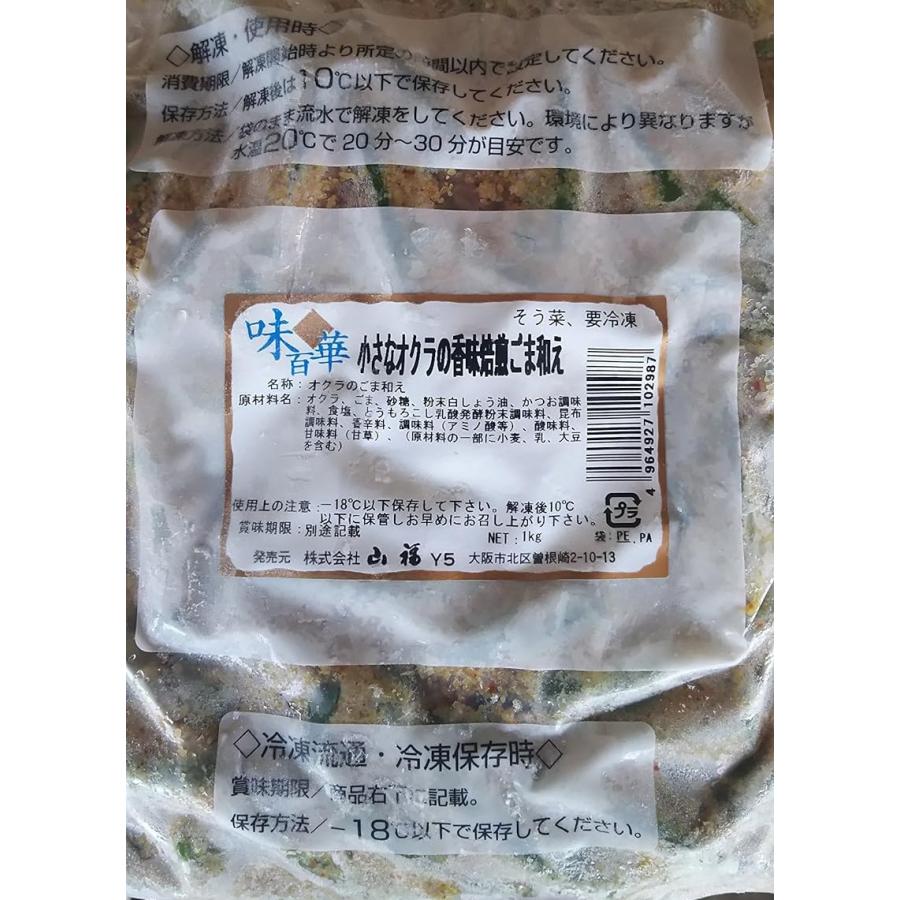 ◇解凍・使用時◇
消費期限/解凍開始時より所定の 間以内で設定してください。
保存方法/解凍後は10℃以下で保存してください。
解凍方法/袋のまま流水で解凍をしてください。環境により異なりますが
水温20℃で20分~30分が目安です。
味百華
そう菜、要冷凍
小さなオクラの香味焙煎ごま和え
名称:オクラのごま和え
原材料名:オクラ、ごま、砂糖、粉末白しょう油、かつお調味
料、食塩、とうもろこし乳酸発酵粉末調味料、昆布
調味料、香辛料、調味料(アミノ酸等)、酸味料、
甘味料(甘草)、(原材料の一部に小麦、乳、大豆
を含む)
4 964927 102987
使用上の注意:-18℃以下保存して下さい。解凍後10℃
以下に保管しお早めにお召し上がり下さい。
賞味期限:別途記載
NET:1kg
プラ
袋:PE,PA
発売元 株式会社 山福 Y5 大阪市北区曽根崎2-10-13
◇冷凍流通・冷凍保存時◇
賞味期限/商品右下に記載。
保存方法/-18℃以下で保存してください。